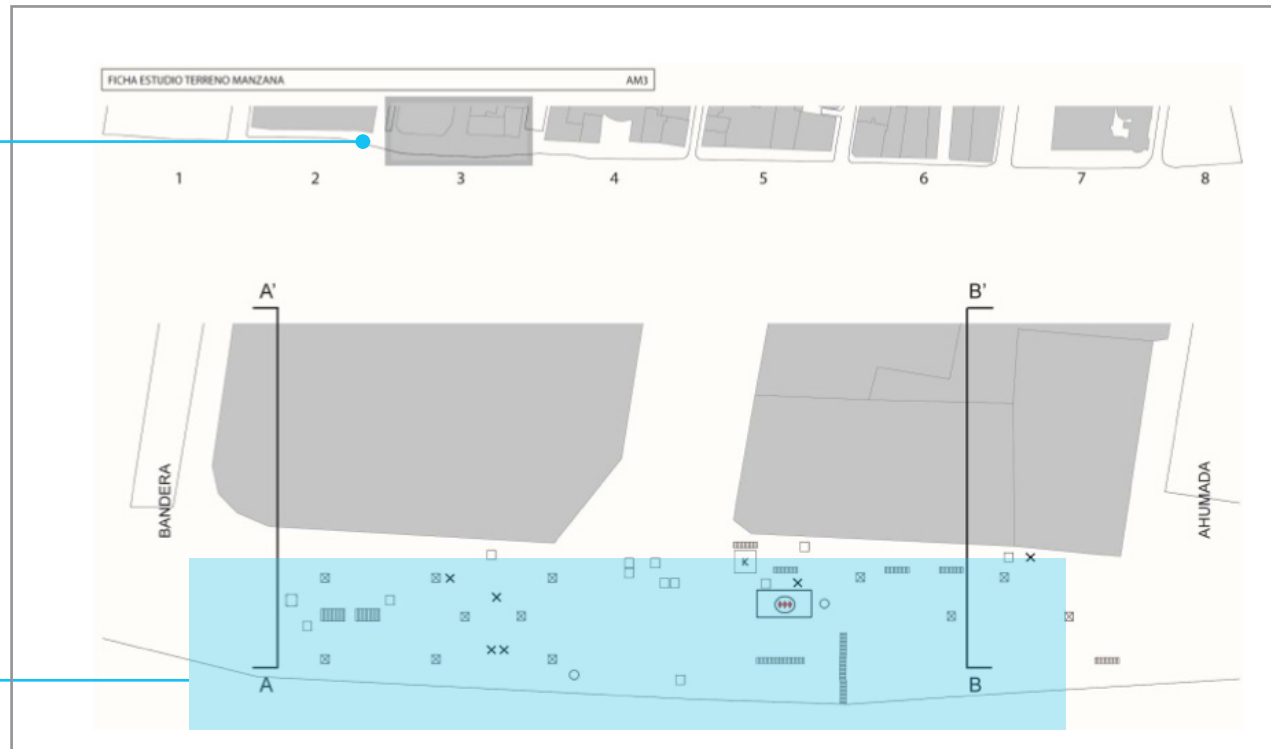 FICHA ESTUDIO TERRENO MANZANA AM3
1 2 3 4 5 6 7 8
A' B'
BANDERA
AHUMADA
K
A B